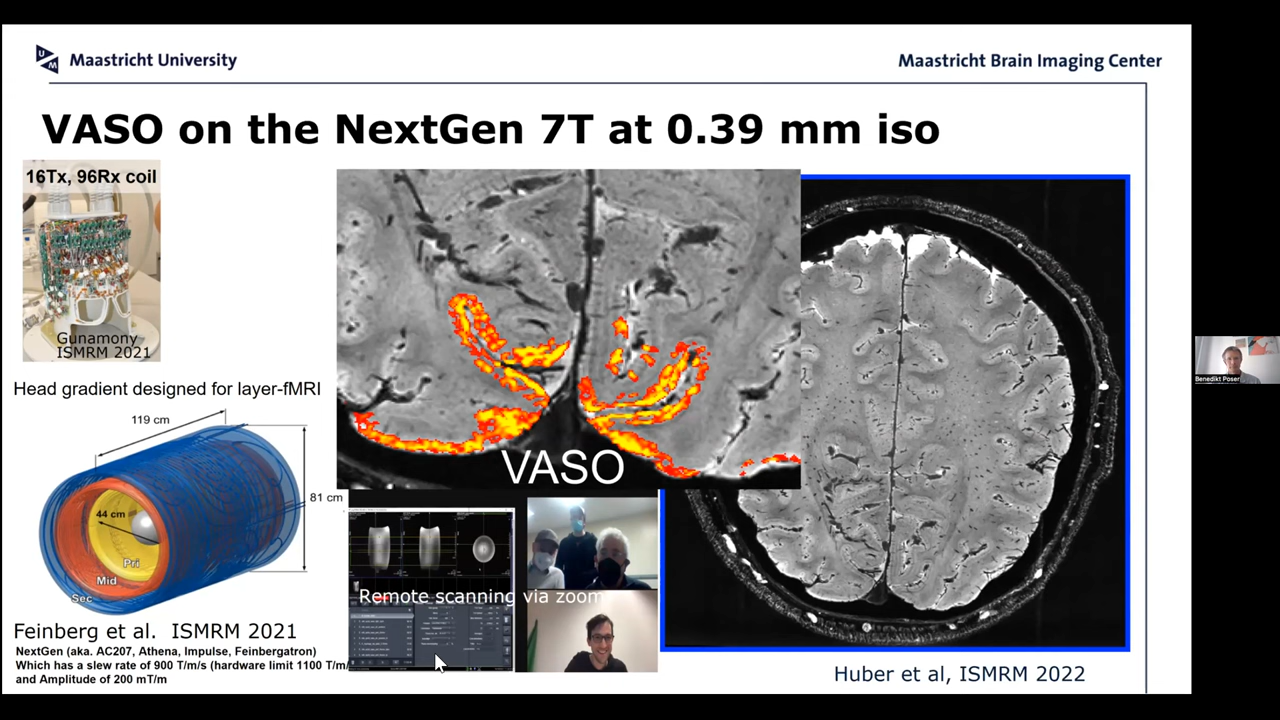 Maastricht University
Maastricht Brain Imaging Center
VASO on the NextGen 7T at 0.39 mm iso
16Tx, 96Rx coil
Gunamony
ISMRM 2021
Head gradient designed for layer-fMRI
119 cm
81 cm
44 cm
Pri
Mid
Sec
Feinberg et al. ISMRM 2021
NextGen (aka. AC207, Athena, Impulse, Feinbergatron)
Which has a slew rate of 900 T/m/s (hardware limit 1100 T/m/
and Amplitude of 200 mT/m
VASO
Remote scanning via zoom
Huber et al, ISMRM 2022
Benedikt Poser